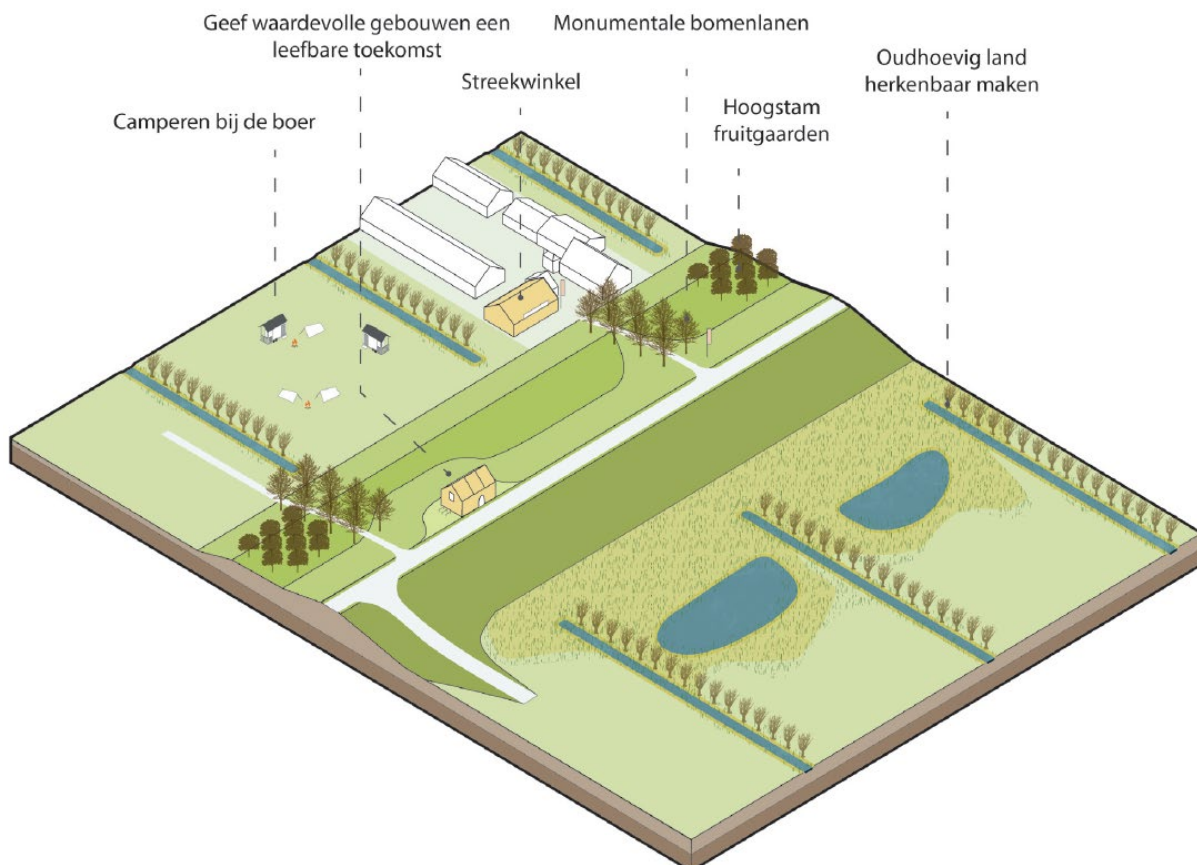 Geef waardevolle gebouwen een
leefbare toekomst
Monumentale bomenlanen
Oudhoevig land
herkenbaar maken
Streekwinkel
Hoogstam
fruitgaarden
Camperen bij de boer